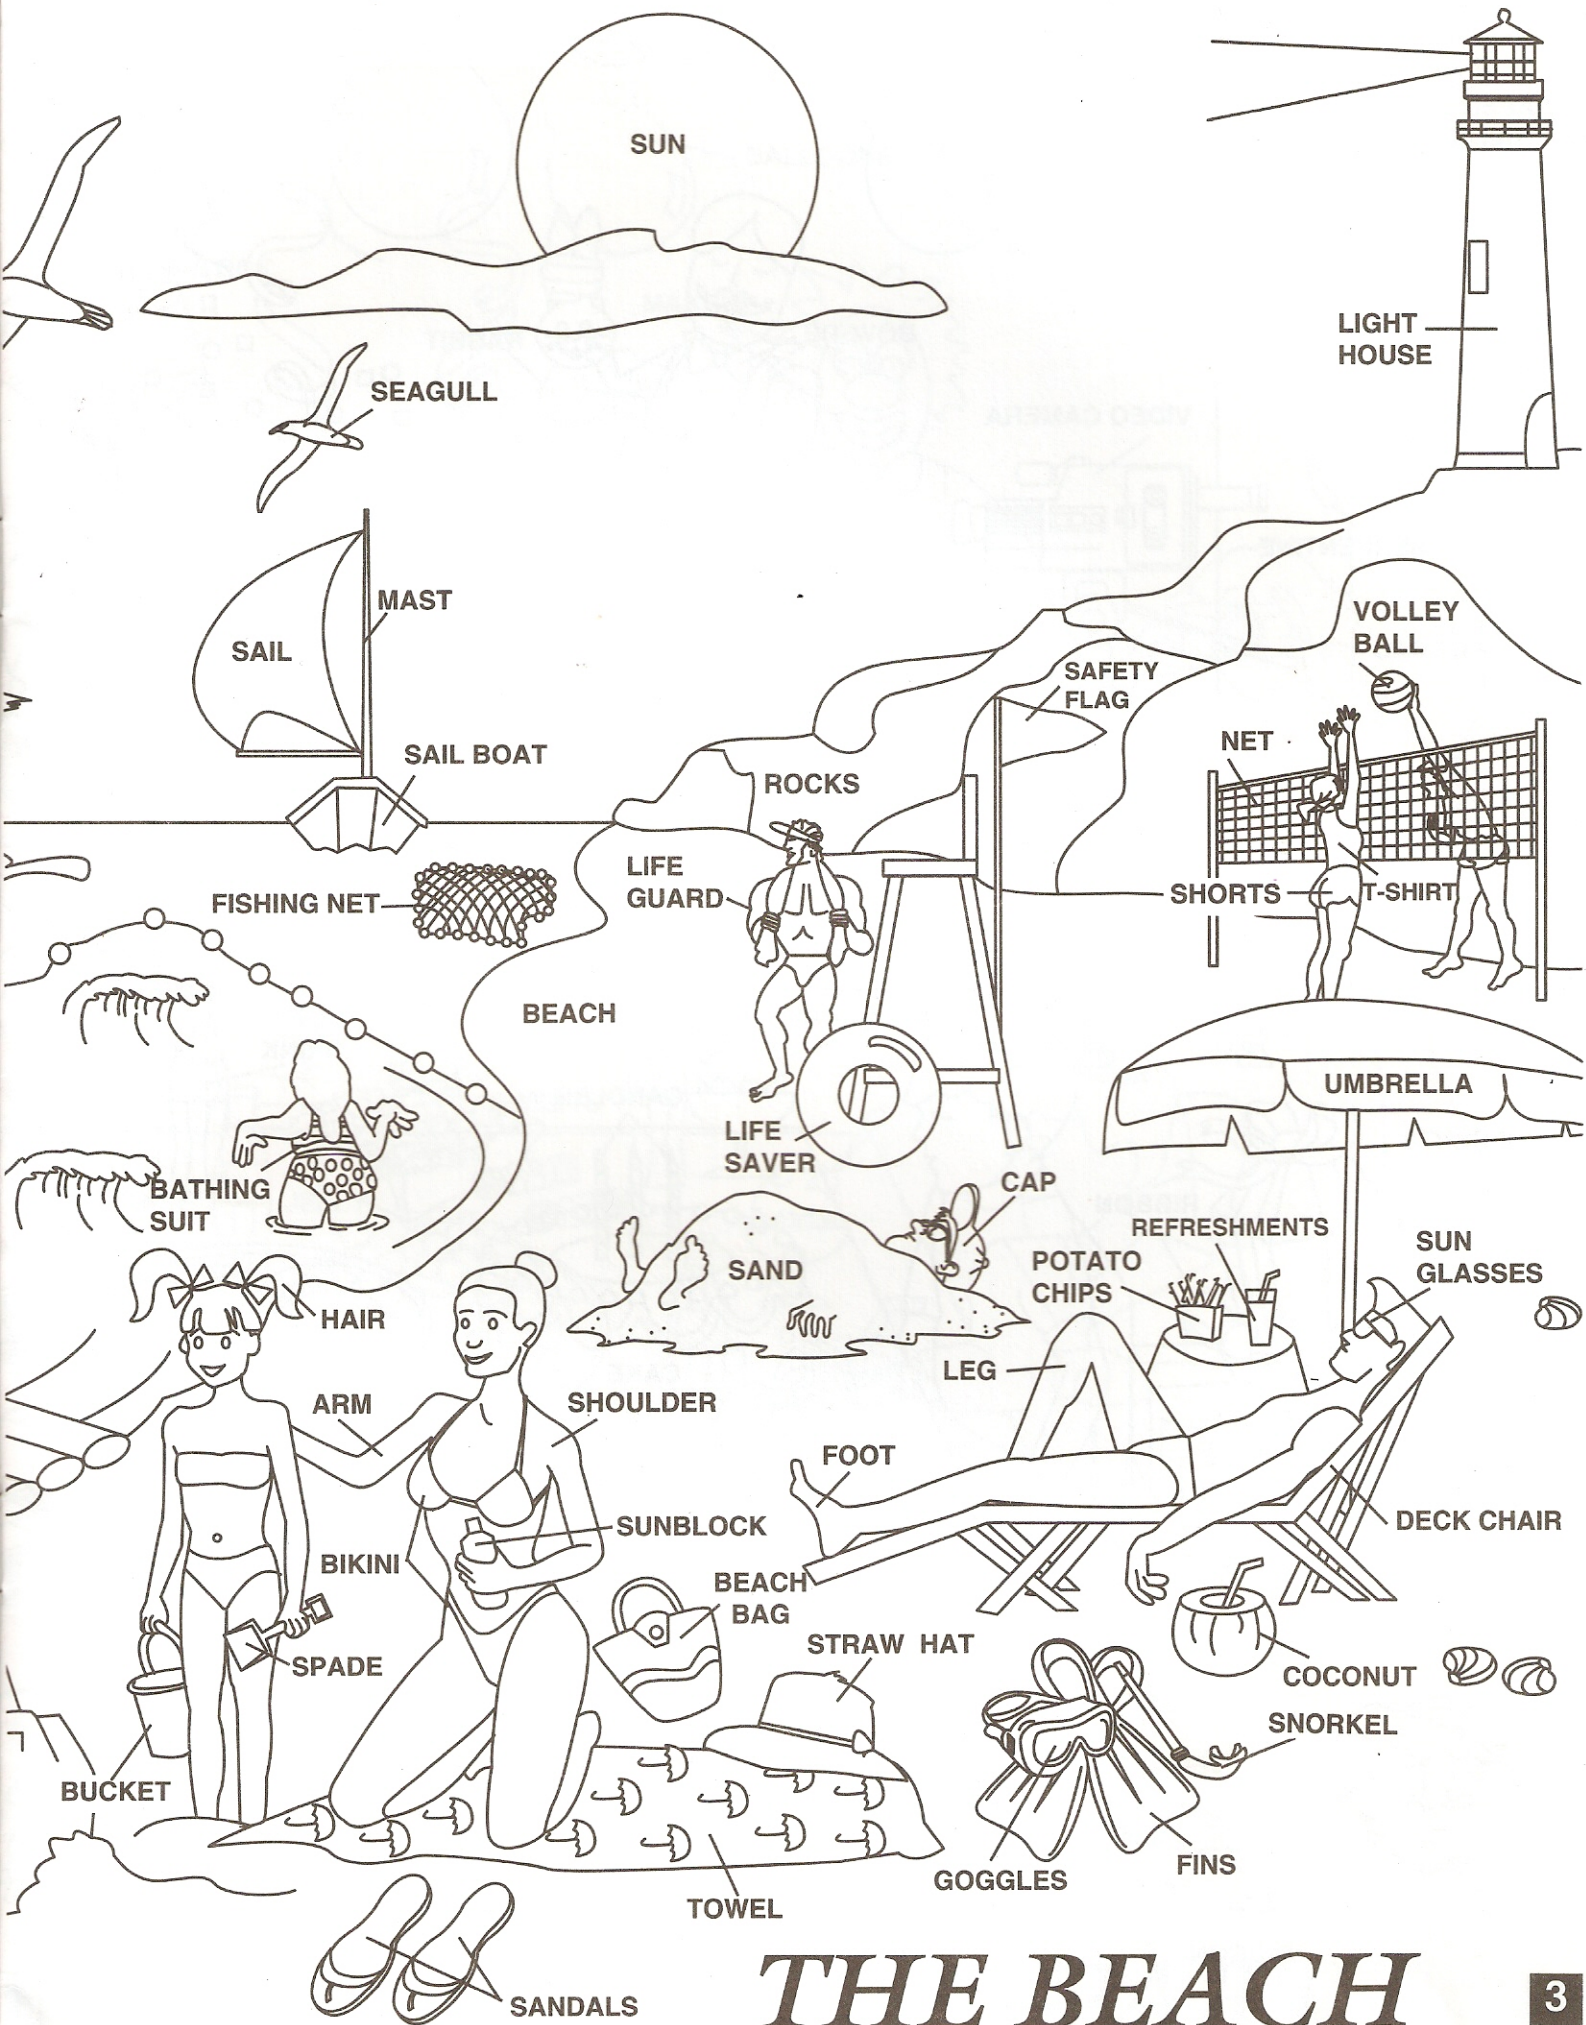 SUN
LIGHT
HOUSE
SEAGULL
MAST
SAIL
SAIL BOAT
VOLLEY
BALL
SAFETY
FLAG
NET
ROCKS
LIFE
GUARD
FISHING NET
SHORTS
T-SHIRT
BEACH
UMBRELLA
LIFE
SAVER
CAP
BATHING
SUIT
REFRESHMENTS
SUN
GLASSES
POTATO
CHIPS
SAND
HAIR
LEG
ARM
SHOULDER
FOOT
DECK CHAIR
SUNBLOCK
BIKINI
BEACH
BAG
STRAW HAT
SPADE
COCONUT
SNORKEL
BUCKET
GOGGLES
FINS
TOWEL
SANDALS
THE BEACH
3